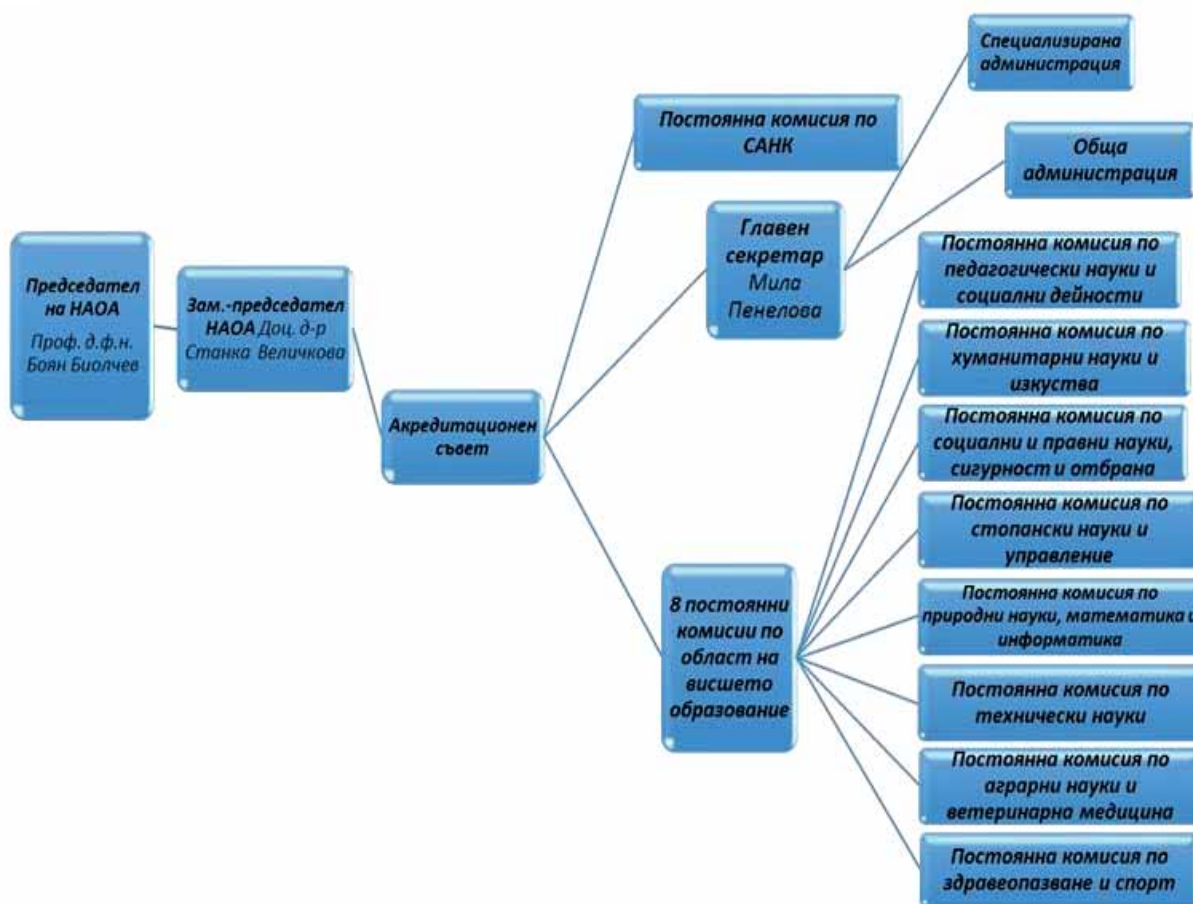 Председател
на НАОА
Проф. д.ф.н.
Боян Биолчев
Зам.-председател
НАОА Доц. д-р
Станка Величкова
Акредитационен
съвет
Постоянна комисия по
САНК
Главен
секретар
Мила
Пенелова
8 постоянни
комисии по
област на
висшето
образование
Специализирана
администрация
Обща
администрация
Постоянна комисия по
педагогически науки и
социални дейности
Постоянна комисия по
хуманитарни науки и
изкуства
Постоянна комисия по
социални и правни науки,
сигурност и отбрана
Постоянна комисия по
стопански науки и
управление
Постоянна комисия по
природни науки, математика и
информатика
Постоянна комисия по
технически науки
Постоянна комисия по
аграрни науки и
ветеринарна медицина
Постоянна комисия по
здравеопазване и спорт